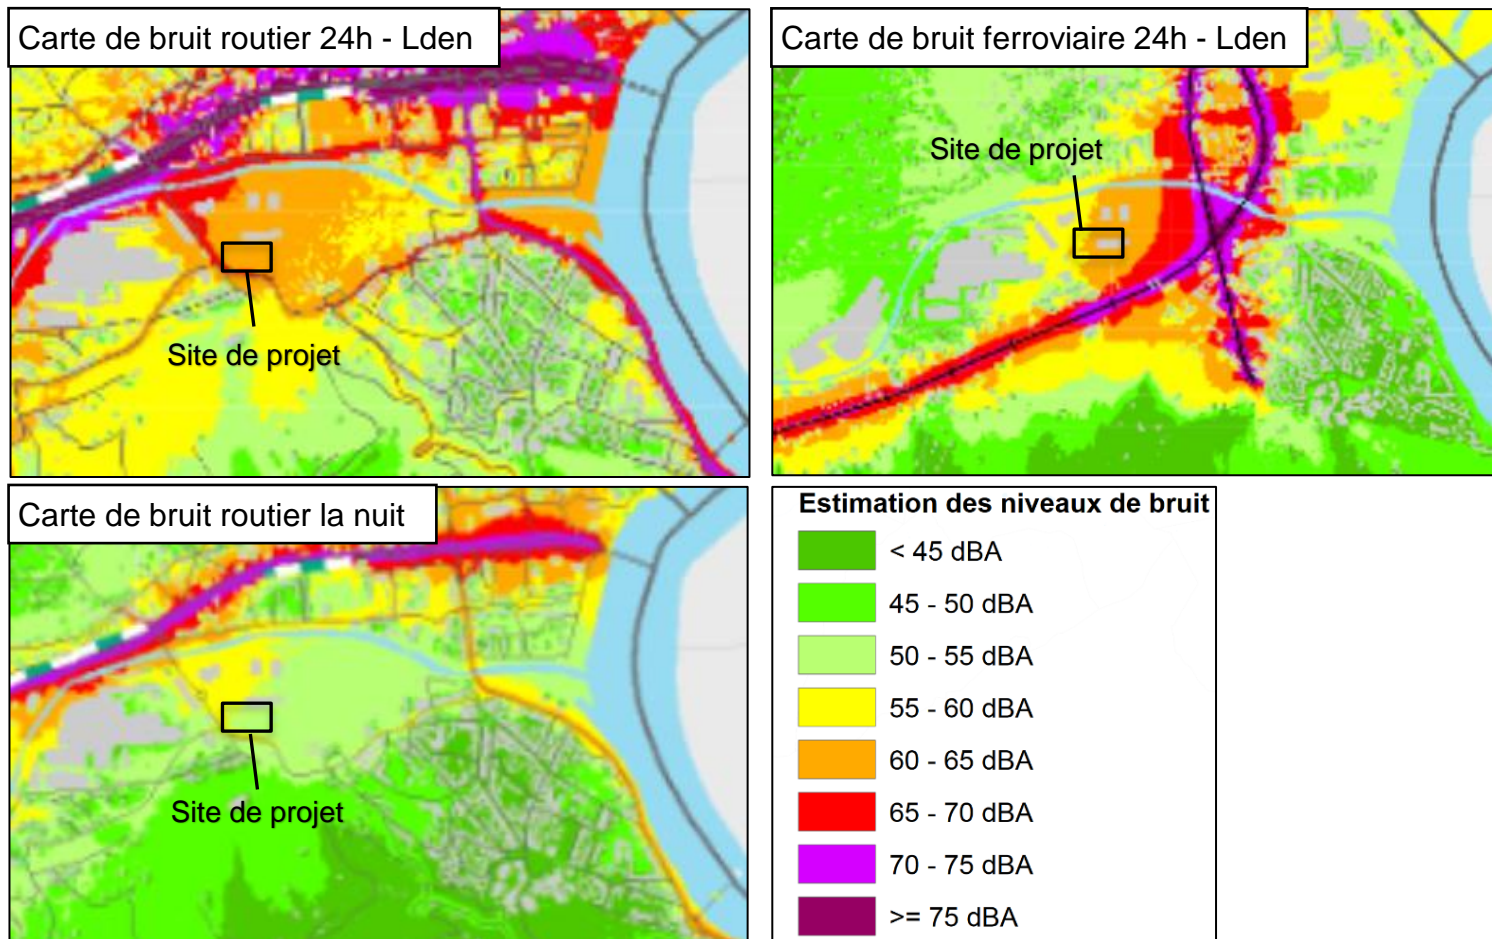 Carte de bruit routier 24h - Lden
Site de projet
Carte de bruit ferroviaire 24h - Lden
Site de projet
Carte de bruit routier la nuit
Site de projet
Estimation des niveaux de bruit
< 45 dBA
45 - 50 dBA
50 - 55 dBA
55 - 60 dBA
60 - 65 dBA
65 - 70 dBA
70 - 75 dBA
>= 75 dBA